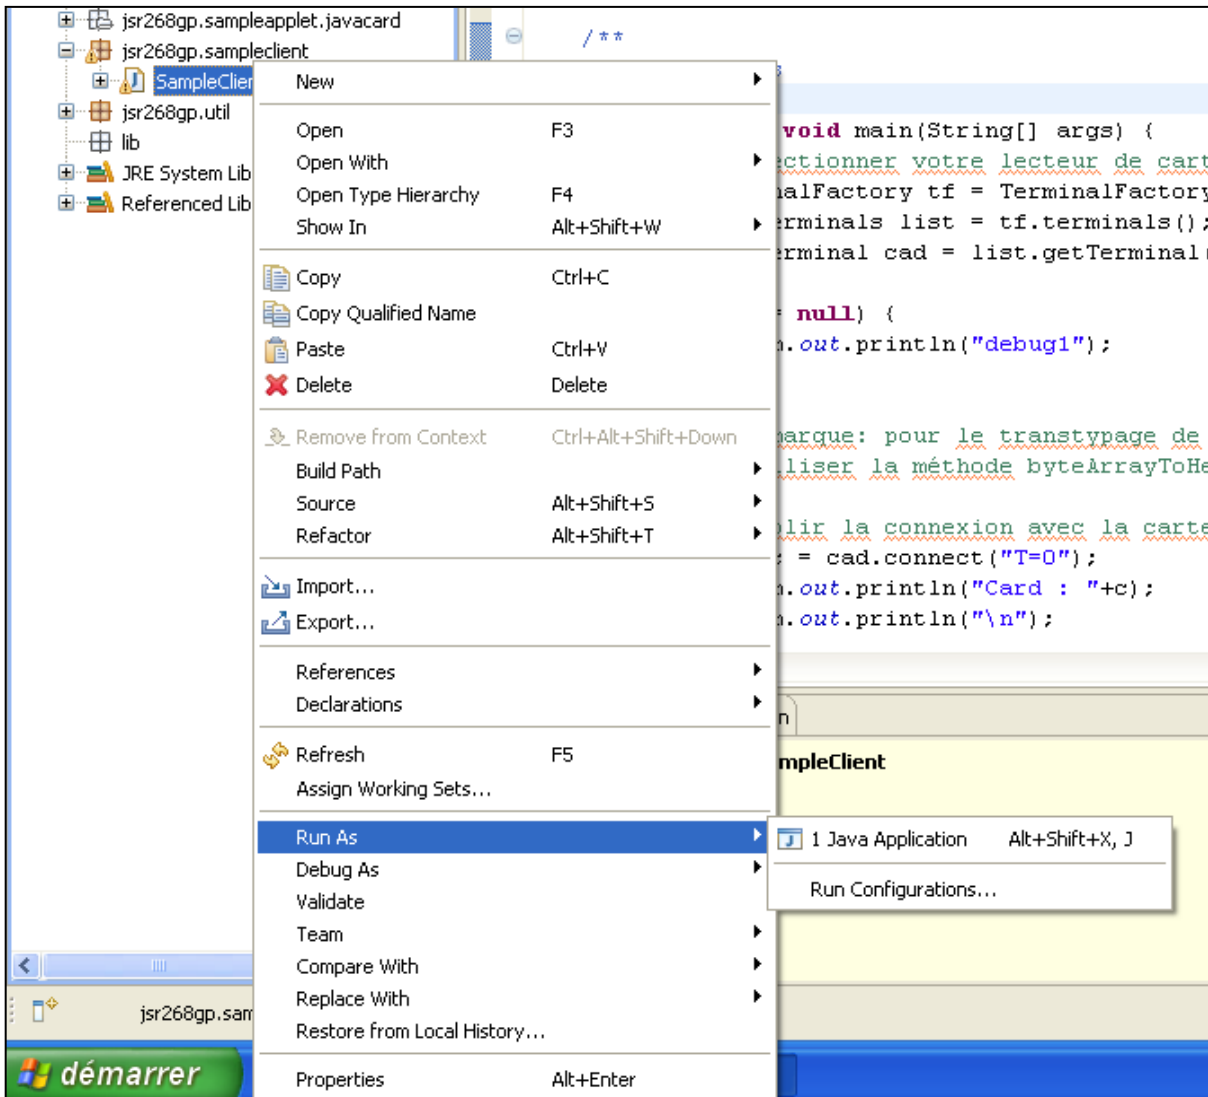 jsr268gp.sampleapplet.javacard
jsr268gp.sampleclient
SampleClien
jsr268gp.util
lib
JRE System Lib
Referenced Lib
New
Open F3
Open With
Open Type Hierarchy F4
Show In Alt+Shift+W
Copy Ctrl+C
Copy Qualified Name
Paste Ctrl+V
Delete Delete
Remove from Context Ctrl+Alt+Shift+Down
Build Path
Source Alt+Shift+S
Refactor Alt+Shift+T
Import...
Export...
References
Declarations
Refresh F5
Assign Working Sets...
Run As
Debug As
Validate
Team
Compare With
Replace With
Restore from Local History...
Properties Alt+Enter
1 Java Application Alt+Shift+X, J
Run Configurations...
/**
s
void main(String[] args) {
ectionner votre lecteur de cart
nalFactory tf = TerminalFactory
erminals list = tf.terminals();
erminal cad = list.getTerminal(
= null) {
m.out.println("debug1");
marque: pour le transtypage de
iliser la méthode byteArrayToHe
blir la connexion avec la carte
c = cad.connect("T=0");
m.out.println("Card : "+c);
m.out.println("\n");
n
mpleClient
jsr268gp.sam
démarrer